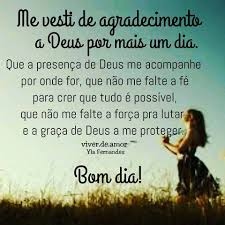 Me vesti de agradecimento
a Deus por mais um dia.
Que a presença de Deus me acompanhe
por onde for, que não me falte a fé
para crer que tudo é possível,
que não me falte a força pra lutar
e a graça de Deus a me proteger.
viver.de.amor
Yla Fernandes
Bom dia!